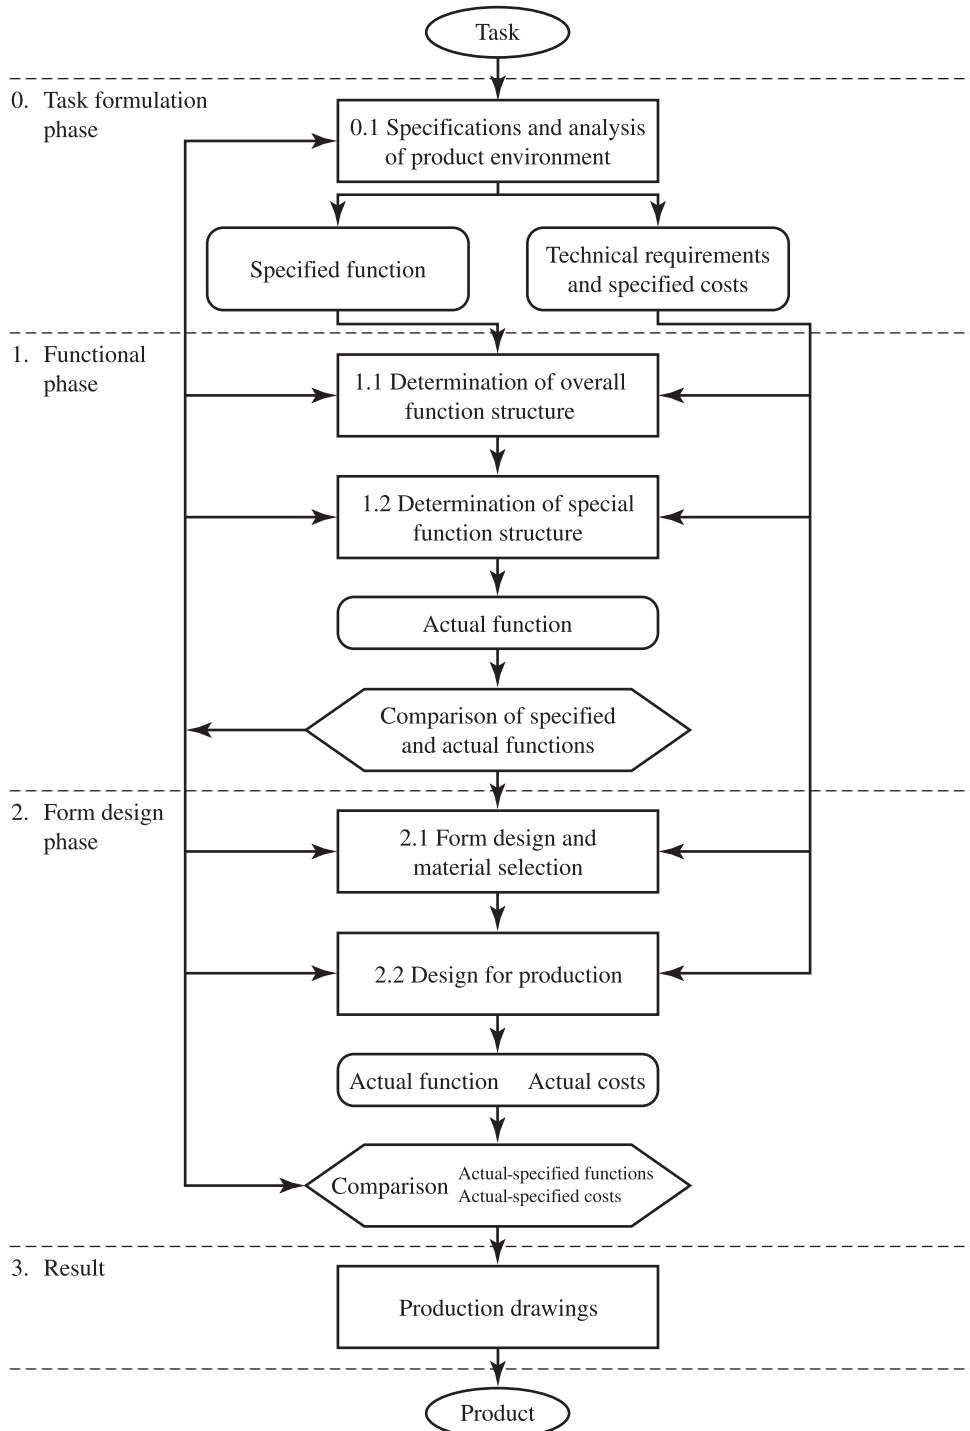 Task
0. Task formulation
phase
0.1 Specifications and analysis
of product environment
Specified function
Technical requirements
and specified costs
1. Functional
phase
1.1 Determination of overall
function structure
1.2 Determination of special
function structure
Actual function
Comparison of specified
and actual functions
2. Form design
phase
2.1 Form design and
material selection
2.2 Design for production
Actual function Actual costs
Comparison
Actual-specified functions
Actual-specified costs
3. Result
Production drawings
Product